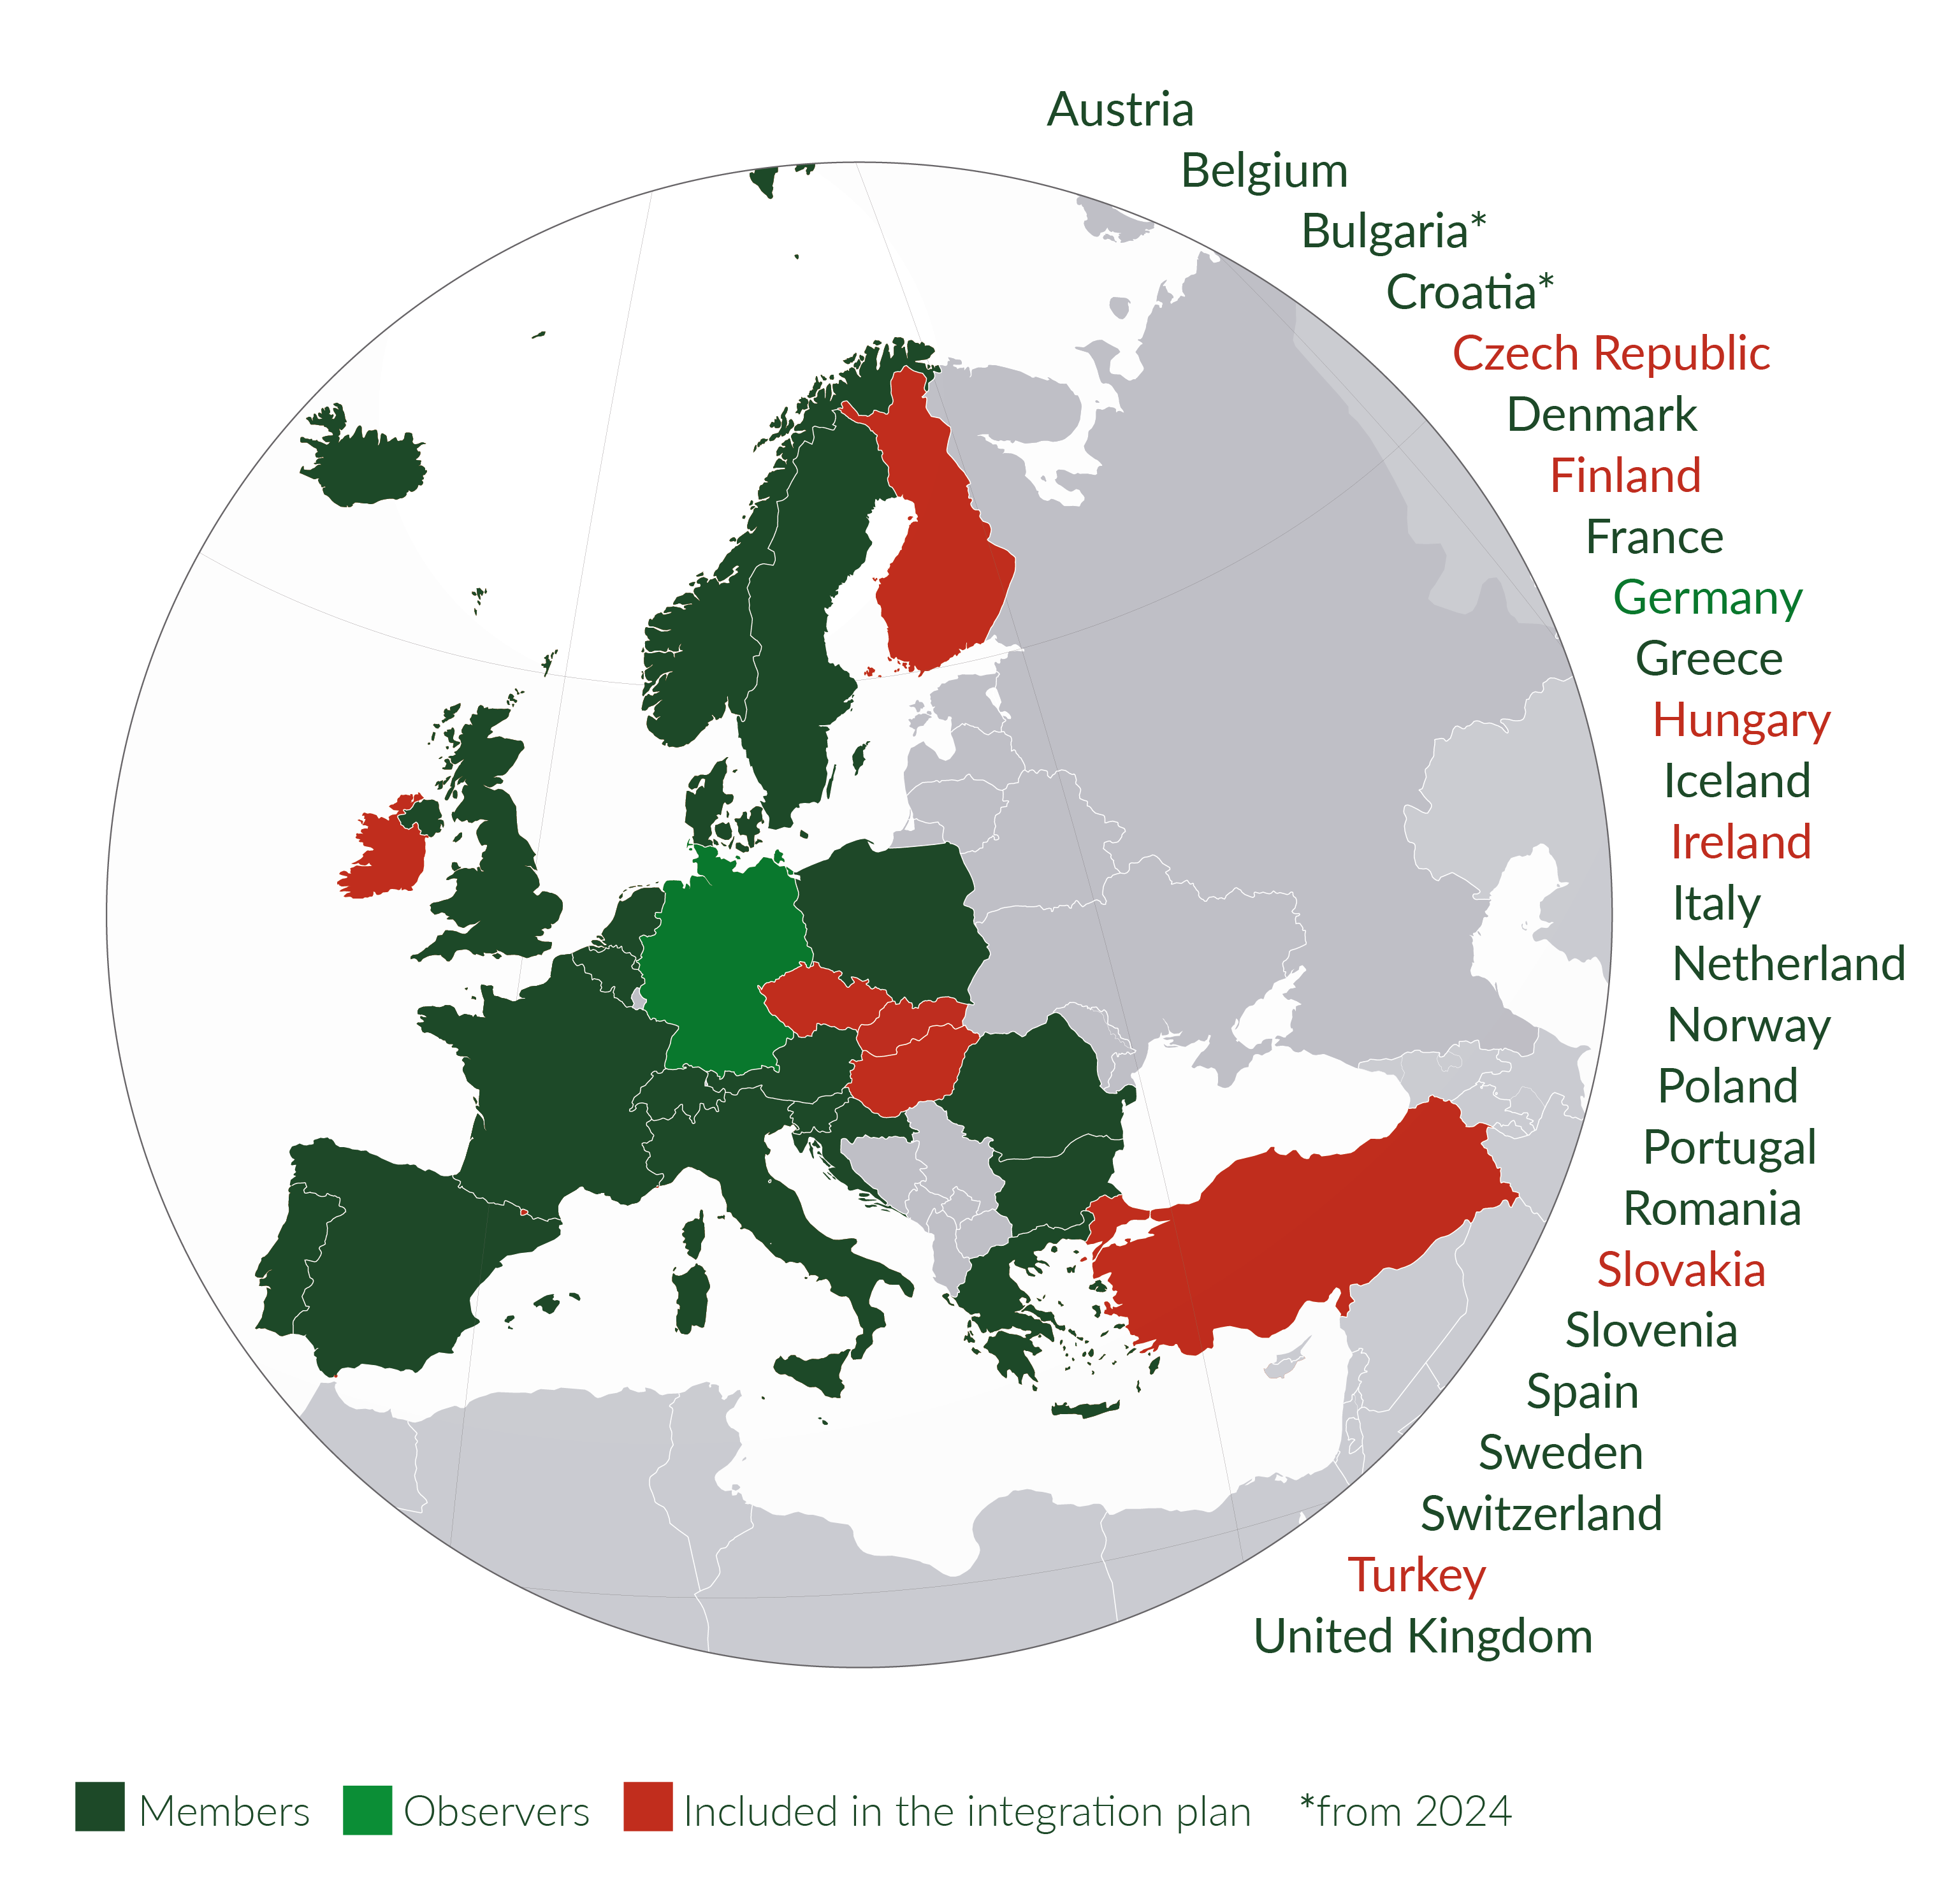 Austria
Belgium
Bulgaria*
Croatia*
Czech Republic
Denmark
Finland
France
Germany
Greece
Hungary
Iceland
Ireland
Italy
Netherland
Norway
Poland
Portugal
Romania
Slovakia
Slovenia
Spain
Sweden
Switzerland
Turkey
United Kingdom
Members Observers Included in the integration plan *from 2024